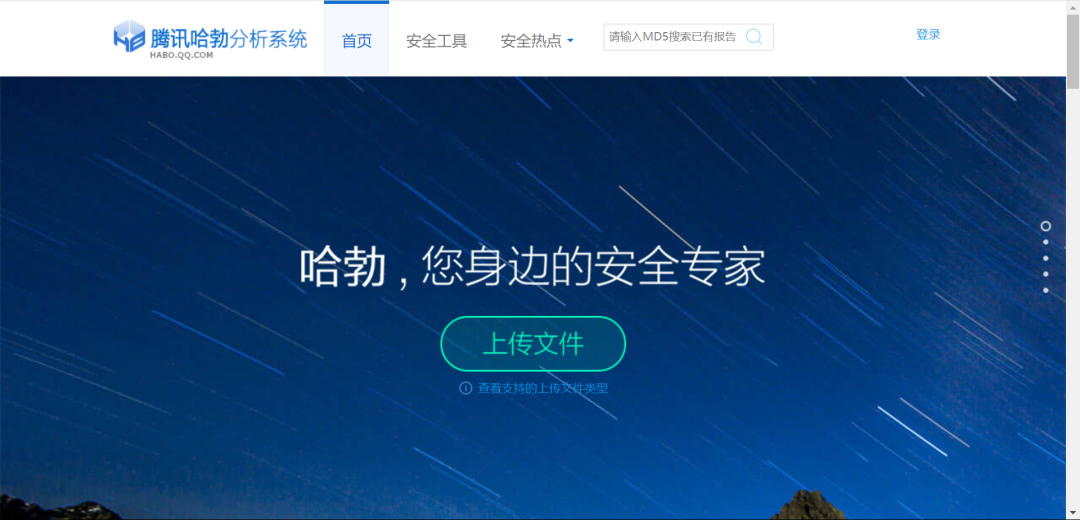 腾讯哈勃分析系统
HABO.QQ.COM
首页
安全工具
安全热点
请输入MD5搜索已有报告
登录
哈勃，您身边的安全专家
上传文件
查看支持的上传文件类型